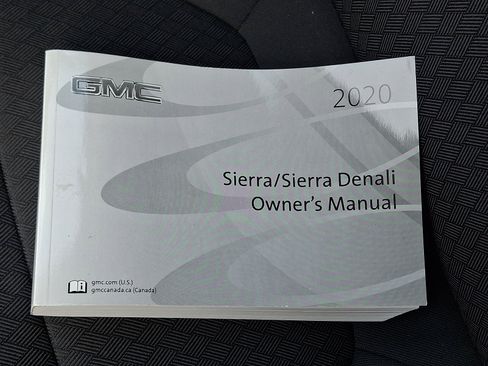 GMC
2020
Sierra/Sierra Denali
Owner's Manual
gmc.com (U.S.)
gmccanada.ca (Canada)